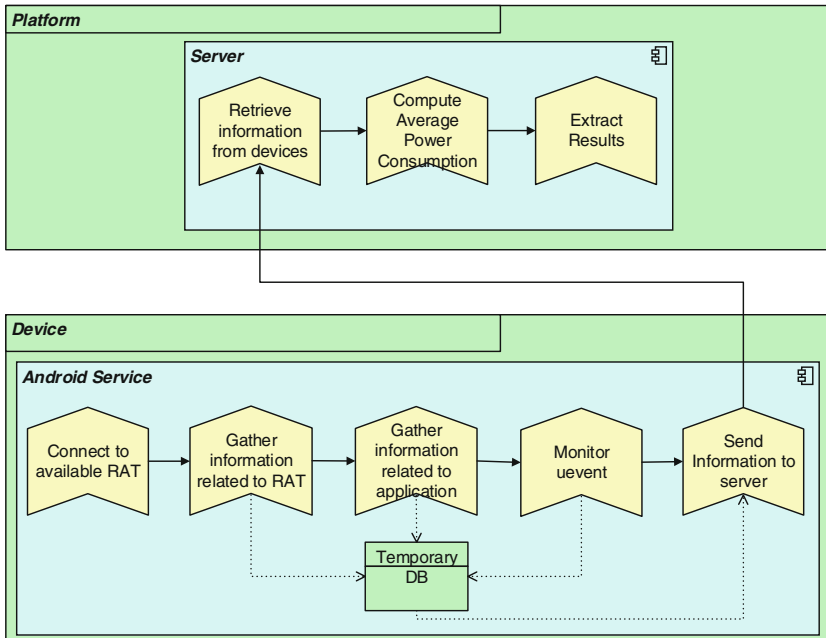 Platform
Server
Retrieve
information
from devices
Compute
Average
Power
Consumption
Extract
Results
Device
Android Service
Connect to
available RAT
Gather
information
related to RAT
Gather
information
related to
application
Monitor
uevent
Send
Information to
server
Temporary
DB